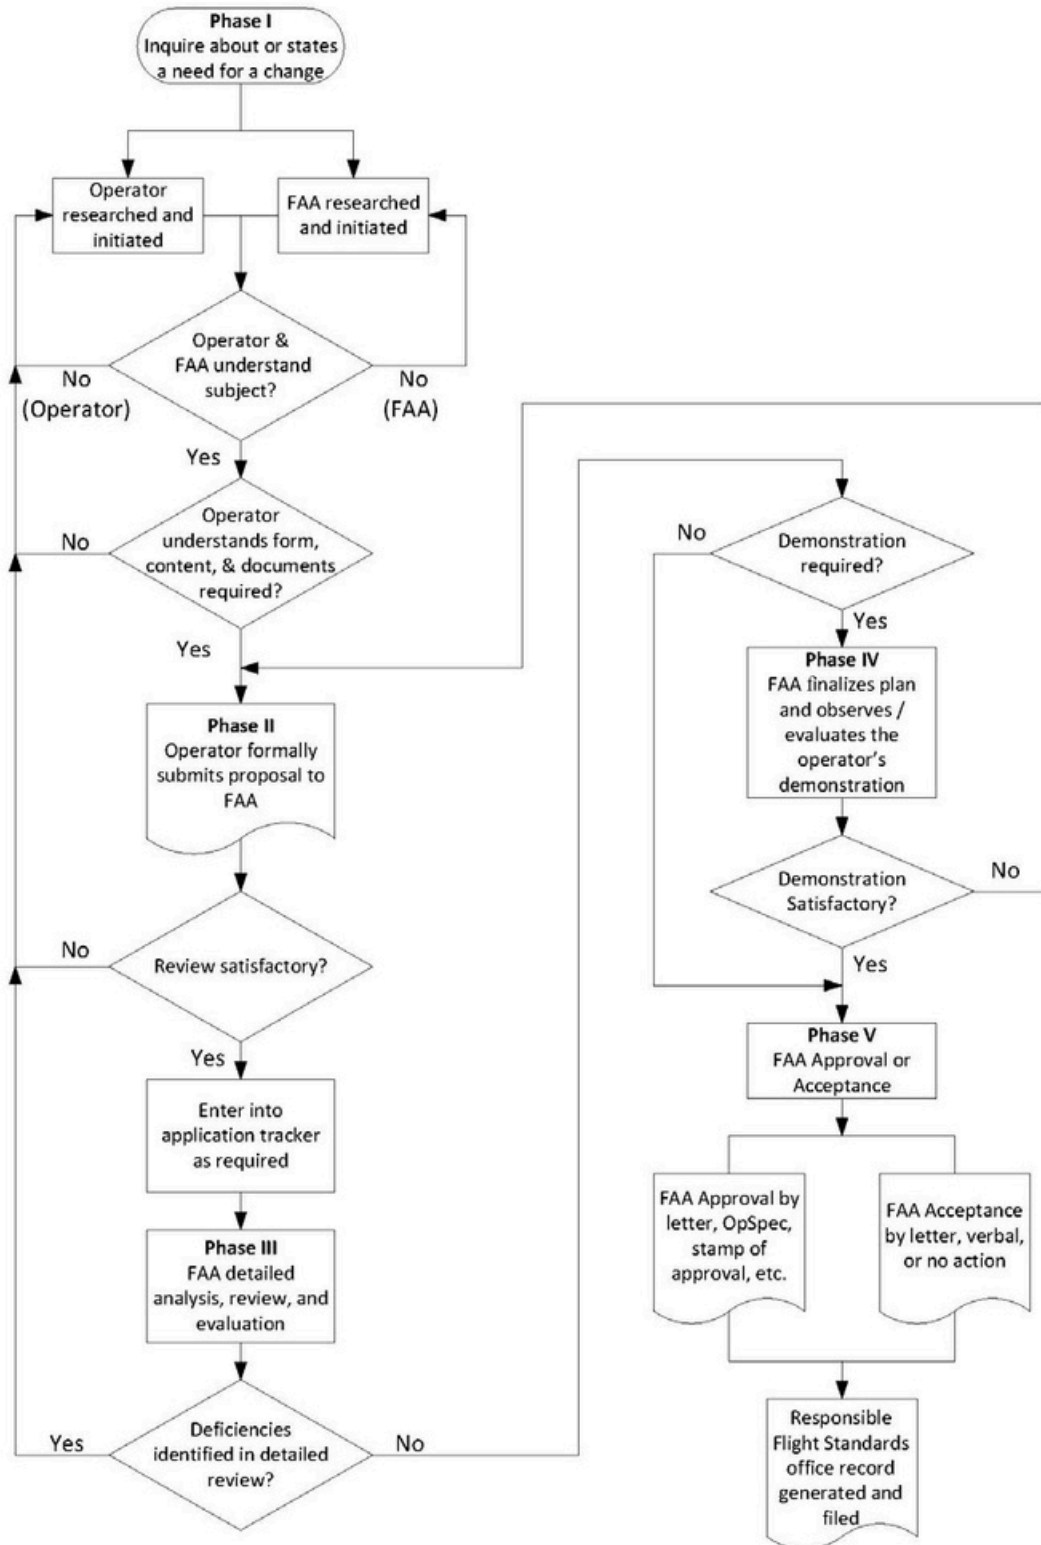 Phase I
Inquire about or states
a need for a change
Operator
researched and
initiated
FAA researched
and initiated
Operator &
FAA understand
subject?
No
(Operator)
No
(FAA)
Yes
Operator
understands form,
content, & documents
required?
No
Yes
Phase II
Operator formally
submits proposal to
FAA
Review satisfactory?
No
Yes
Enter into
application tracker
as required
Phase III
FAA detailed
analysis, review, and
evaluation
Deficiencies
identified in detailed
review?
Yes
No
Demonstration
required?
No
Yes
Phase IV
FAA finalizes plan
and observes /
evaluates the
operator's
demonstration
Demonstration
Satisfactory?
No
Yes
Phase V
FAA Approval or
Acceptance
FAA Approval by
letter, OpSpec,
stamp of
approval, etc.
FAA Acceptance
by letter, verbal,
or no action
Responsible
Flight Standards
office record
generated and
filed